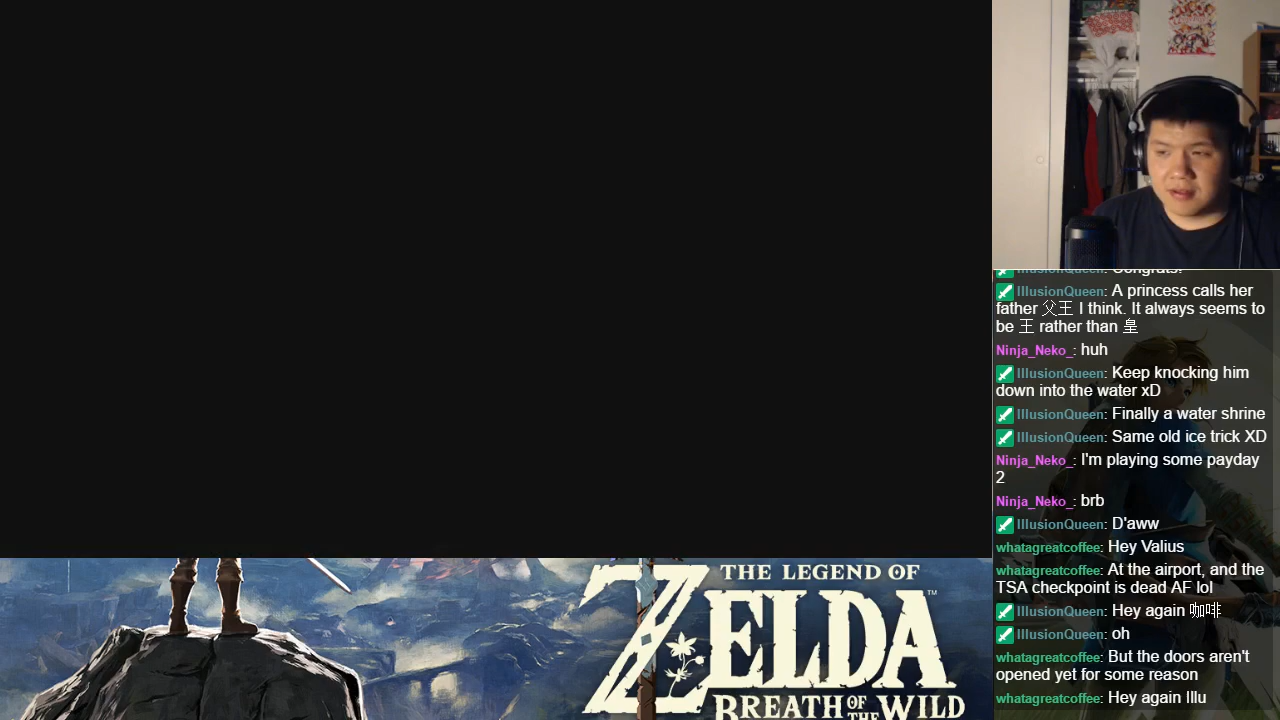 IllusionQueen: Congrats!
IllusionQueen: A princess calls her
father 父王 I think. It always seems to
be 王 rather than 皇
Ninja_Neko_: huh
IllusionQueen: Keep knocking him
down into the water xD
IllusionQueen: Finally a water shrine
IllusionQueen: Same old ice trick XD
Ninja_Neko_: I'm playing some payday
2
Ninja_Neko_: brb
IllusionQueen: D'aww
whatagreatcoffee: Hey Valius
whatagreatcoffee: At the airport, and the
TSA checkpoint is dead AF lol
IllusionQueen: Hey again 咖啡
IllusionQueen: oh
whatagreatcoffee: But the doors aren't
opened yet for some reason
whatagreatcoffee: Hey again Illu
THE LEGEND OF
ZELDA™
BREATH OF THE WILD